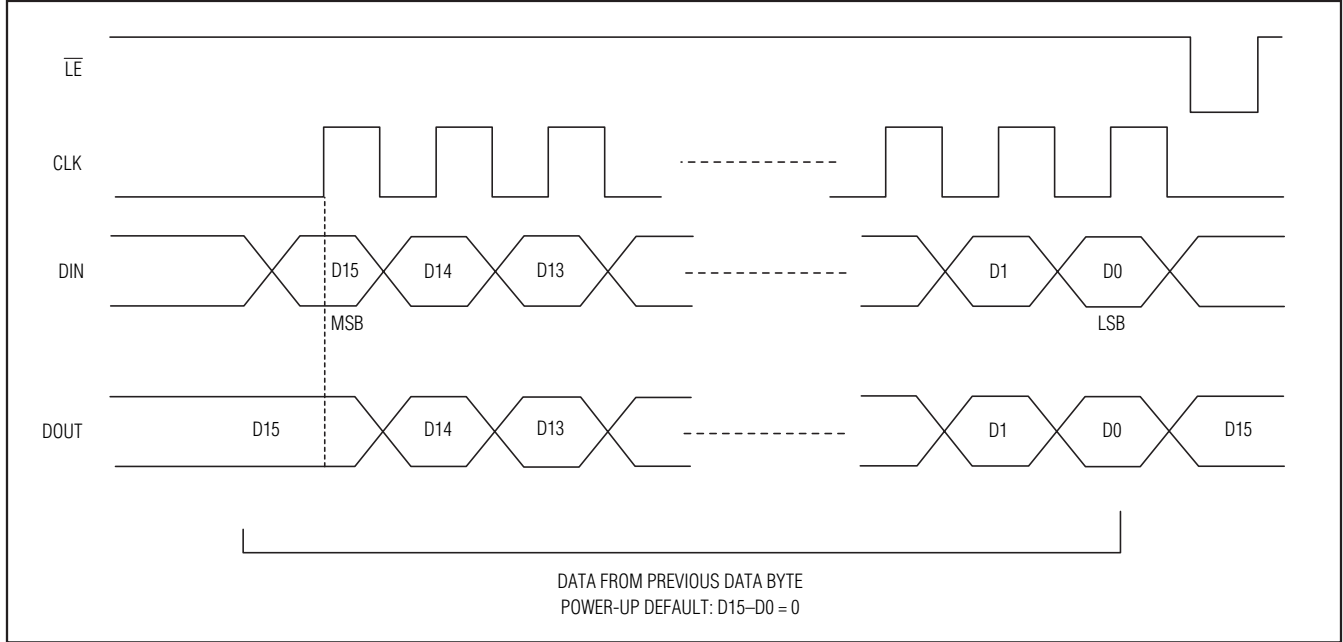 L̅E̅
CLK
DIN
D15
D14
D13
D1
D0
MSB
LSB
DOUT
D15
D14
D13
D1
D0
D15
DATA FROM PREVIOUS DATA BYTE
POWER-UP DEFAULT: D15–D0 = 0